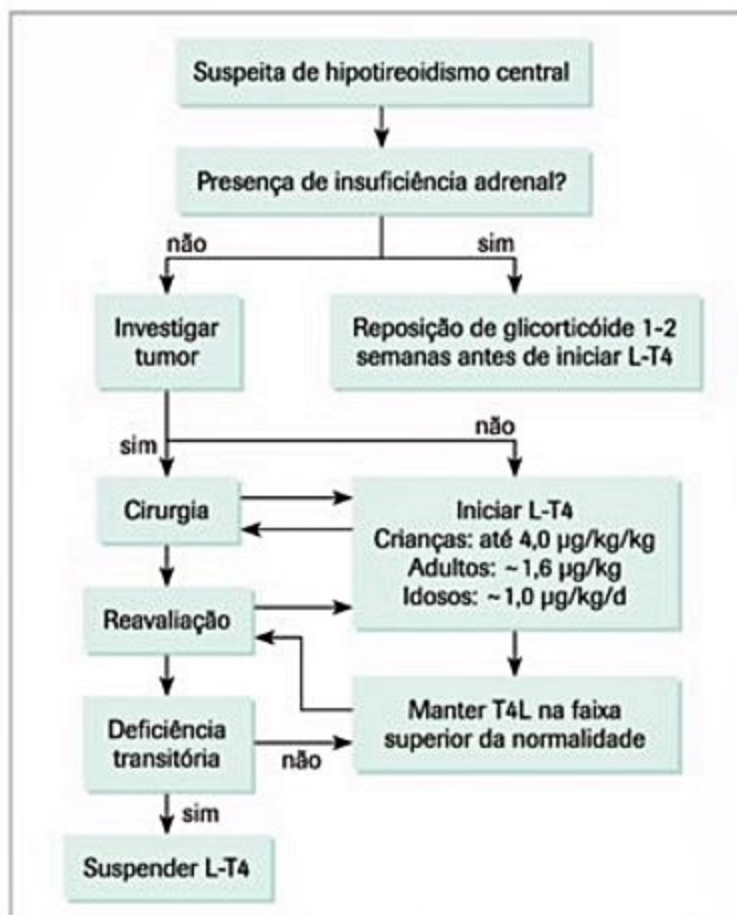 Suspeita de hipotireoidismo central
Presença de insuficiência adrenal?
não
sim
Investigar
tumor
Reposição de glicorticóide 1-2
semanas antes de iniciar L-T4
sim
não
Cirurgia
Iniciar L-T4
Crianças: até 4,0 µg/kg/kg
Adultos: ~1,6 µg/kg
Idosos: ~1,0 µg/kg/d
Reavaliação
Manter T4L na faixa
superior da normalidade
Deficiência
transitória
não
sim
Suspender L-T4